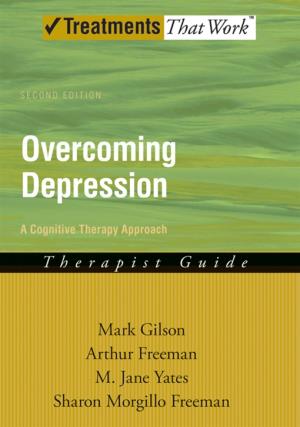 Treatments That Work™
SECOND EDITION
Overcoming
Depression
A Cognitive Therapy Approach
Therapist Guide
Mark Gilson
Arthur Freeman
M. Jane Yates
Sharon Morgillo Freeman